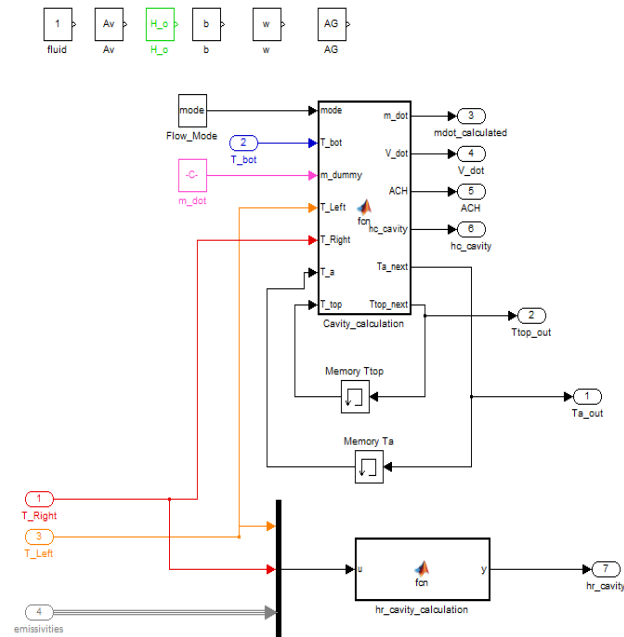 1 Av H_o b w AG
fluid Av H_o b w AG
mode
Flow_Mode
2
T_bot
-C-
m_dot
mode
T_bot
m_dummy
T_Left
T_Right
T_a
T_top
fcn
m_dot
V_dot
ACH
hc_cavity
Ta_next
Ttop_next
Cavity_calculation
3
mdot_calculated
4
V_dot
5
ACH
6
hc_cavity
2
Ttop_out
Memory Ttop
1
Ta_out
Memory Ta
1
T_Right
3
T_Left
4
emissivities
u
fcn
y
hr_cavity_calculation
7
hr_cavity